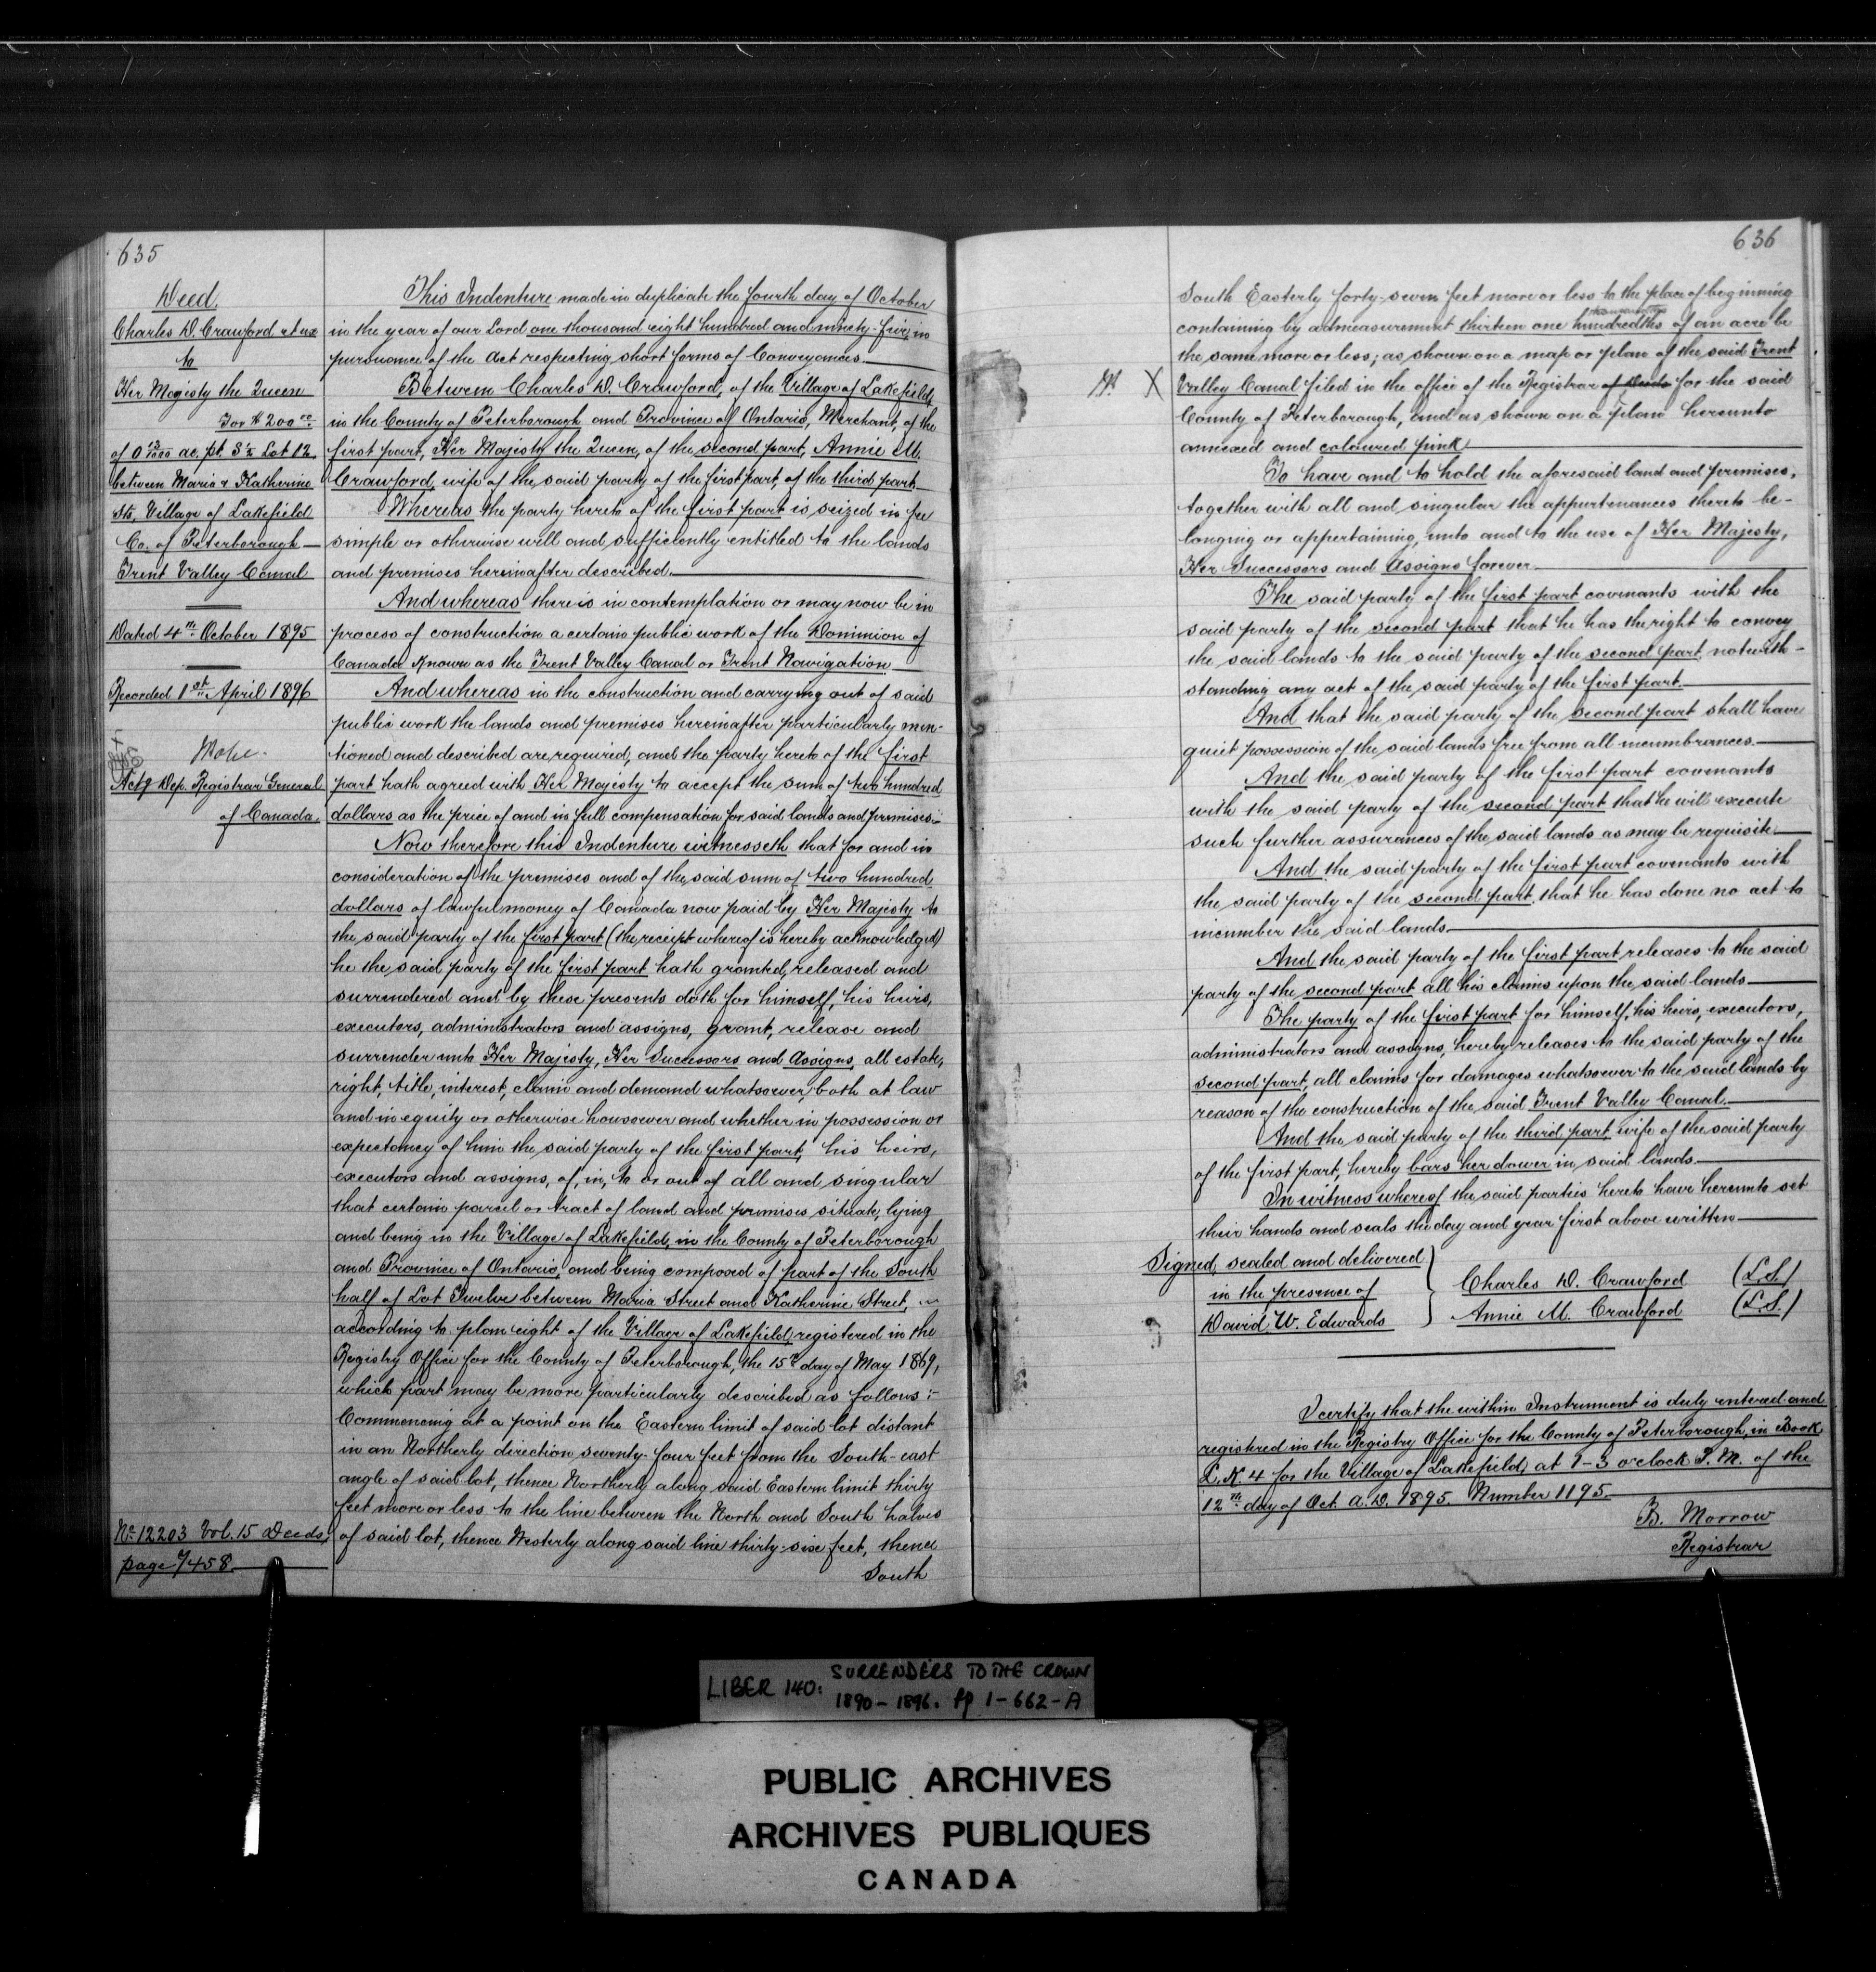 635
Deed.
Charles D. Crawford et ux
to
Her Majesty the Queen
For $200 00.
of 0 13/1000 ac. pt. S ½ Lot 12,
between Maria & Katherine
Sts, Village of Lakefield
Co. of Peterborough
Trent Valley Canal
Dated 4th October 1895
Recorded 1st April 1896
Actg Dep. Registrar General
of Canada.
No 12203 Vol. 15 Deeds,
page 7458
This Indenture made in duplicate the fourth day of October
in the year of our Lord one thousand eight hundred and ninety-five, in
pursuance of the Act respecting short forms of Conveyances
Between Charles D. Crawford, of the Village of Lakefield
in the County of Peterborough and Province of Ontario, Merchant, of the
first part, Her Majesty the Queen, of the second part, Annie M.
Crawford, wife of the said party of the first part, of the third part
Whereas the party hereto of the first part is seized in fee
simple or otherwise well and sufficiently entitled to the lands
and premises hereinafter described.
And whereas there is in contemplation or may now be in
process of construction a certain public work of the Dominion of
Canada known as the Trent Valley Canal or Trent Navigation
And whereas in the construction and carrying out of said
public work the lands and premises hereinafter particularly men-
tioned and described are required, and the party hereto of the first
part hath agreed with Her Majesty to accept the sum of two hundred
dollars as the price of and in full compensation for said lands and premises:-
Now therefore this Indenture witnesseth that for and in
consideration of the premises and of the said sum of two hundred
dollars of lawful money of Canada now paid by Her Majesty to
the said party of the first part (the receipt whereof is hereby acknowledged)
he the said party of the first part hath granted, released and
surrendered and by these presents doth for himself, his heirs,
executors, administrators and assigns, grant, release and
surrender unto Her Majesty, Her Successors and Assigns, all estate,
right, title, interest, claim and demand whatsoever, both at law
and in equity or otherwise howsoever and whether in possession or
expectancy of him the said party of the first part, his heirs,
executors and assigns, of, in, to or out of all and singular
that certain parcel or tract of land and premises situate, lying
and being in the Village of Lakefield, in the County of Peterborough
and Province of Ontario, and being composed of part of the South
half of Lot Twelve between Maria Street and Katherine Street,
according to plan eight of the Village of Lakefield, registered in the
Registry Office for the County of Peterborough, the 15th day of May 1869,
which part may be more particularly described as follows:-
Commencing at a point on the Eastern limit of said lot distant
in an Northerly direction seventy-four feet from the South-east
angle of said lot, thence Northerly along said Eastern limit thirty
feet more or less to the line between the North and South halves
of said lot, thence Westerly along said line thirty-six feet, thence
South
636
South Easterly forty-seven feet more or less to the place of beginning
containing by admeasurement thirteen one hundredths of an acre be
the same more or less; as shown on a map or plan of the said Trent
X Valley Canal filed in the office of the Registrar of Deeds for the said
County of Peterborough, and as shown on a plan hereunto
annexed and coloured pink
To have and to hold the aforesaid land and premises,
together with all and singular the appurtenances thereto be-
longing or appertaining, unto and to the use of Her Majesty,
Her Successors and Assigns forever
The said party of the first part covenants with the
said party of the second part that he has the right to convey
the said lands to the said party of the second part notwith-
standing any act of the said party of the first part.
And that the said party of the second part shall have
quiet possession of the said lands free from all incumbrances.
And the said party of the first part covenants
with the said party of the second part that he will execute
such further assurances of the said lands as may be requisite
And the said party of the first part covenants with
the said party of the second part that he has done no act to
incumber the said lands.
And the said party of the first part releases to the said
party of the second part all his claims upon the said lands
The party of the first part for himself, his heirs, executors,
administrators and assigns, hereby releases to the said party of the
second part, all claims for damages whatsoever to the said lands by
reason of the construction of the said Trent Valley Canal.
And the said party of the third part wife of the said party
of the first part, hereby bars her dower in said lands.
In witness whereof the said parties hereto have hereunto set
their hands and seals the day and year first above written
Signed, sealed and delivered
in the presence of
David W. Edwards
Charles D. Crawford (L.S.)
Annie M. Crawford (L.S.)
I certify that the within Instrument is duly entered and
registered in the Registry Office for the County of Peterborough, in Book
L.K. 4 for the Village of Lakefield, at 1-3 o'clock P.M. of the
12th day of Oct. A.D. 1895. Number 1195.
B. Morrow
Registrar
LIBER 140: SURRENDERS TO THE CROWN
1890-1896. pp 1-662-A
PUBLIC ARCHIVES
ARCHIVES PUBLIQUES
CANADA